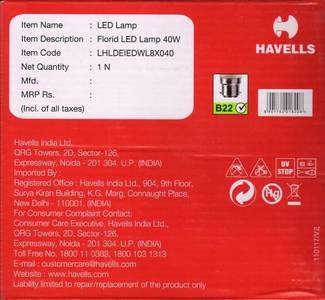 Item Name : LED Lamp
Item Description : Florid LED Lamp 40W
Item Code : LHLDEIEDWL8X040
Net Quantity : 1 N
Mfd. :
MRP Rs. :
(Incl. of all taxes)
HAVELLS
B22
Havells India Ltd.
QRG Towers, 2D, Sector-126,
Expressway, Noida - 201 304. U.P. (INDIA)
Imported By :
Registered Office : Havells India Ltd., 904, 9th Floor,
Surya Kiran Building, K.G. Marg, Connaught Place,
New Delhi - 110001. (INDIA)
For Consumer Complaint Contact:
Consumer Care Executive, Havells India Ltd.,
QRG Towers, 2D, Sector-126,
Expressway, Noida - 201 304. U.P. (INDIA)
Toll Free No. 1800 11 0303, 1800 103 1313
E-mail : customercare@havells.com
Website : www.havells.com
Liability limited to repair/replacement of the product only
UV
STOP
110117/V2